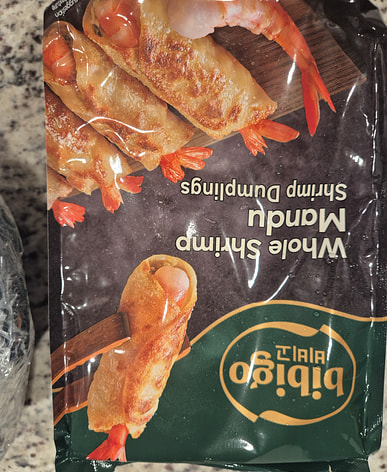 bibigo
비비고
Whole Shrimp
Mandu
Shrimp Dumplings